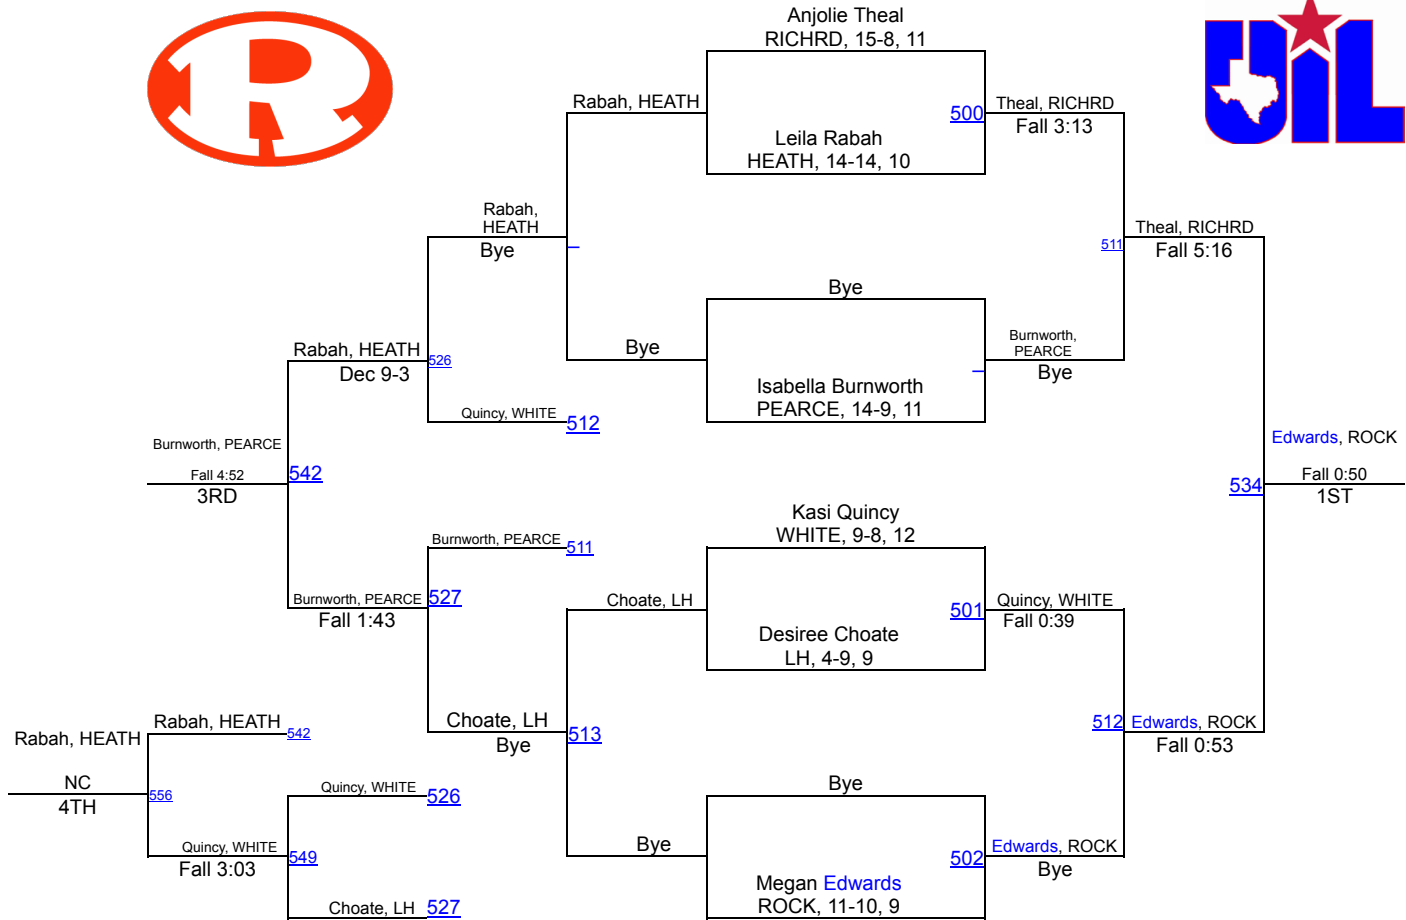 R
UIL
Anjolie Theal
RICHRD, 15-8, 11
Rabah, HEATH
500
Theal, RICHRD
Fall 3:13
Leila Rabah
HEATH, 14-14, 10
Rabah,
HEATH
Bye
Theal, RICHRD
511
Fall 5:16
Bye
Burnworth,
PEARCE
Bye
Bye
Rabah, HEATH
526
Dec 9-3
Isabella Burnworth
PEARCE, 14-9, 11
Quincy, WHITE
512
Burnworth, PEARCE
Fall 4:52
542
3RD
Edwards, ROCK
534
Fall 0:50
1ST
Kasi Quincy
WHITE, 9-8, 12
Burnworth, PEARCE
511
Burnworth, PEARCE
527
Fall 1:43
Choate, LH
501
Quincy, WHITE
Fall 0:39
Desiree Choate
LH, 4-9, 9
Choate, LH
513
Bye
512
Edwards, ROCK
Fall 0:53
Rabah, HEATH
Rabah, HEATH
542
NC
556
4TH
Quincy, WHITE
526
Bye
Quincy, WHITE
549
Fall 3:03
Bye
502
Edwards, ROCK
Bye
Megan Edwards
ROCK, 11-10, 9
Choate, LH
527